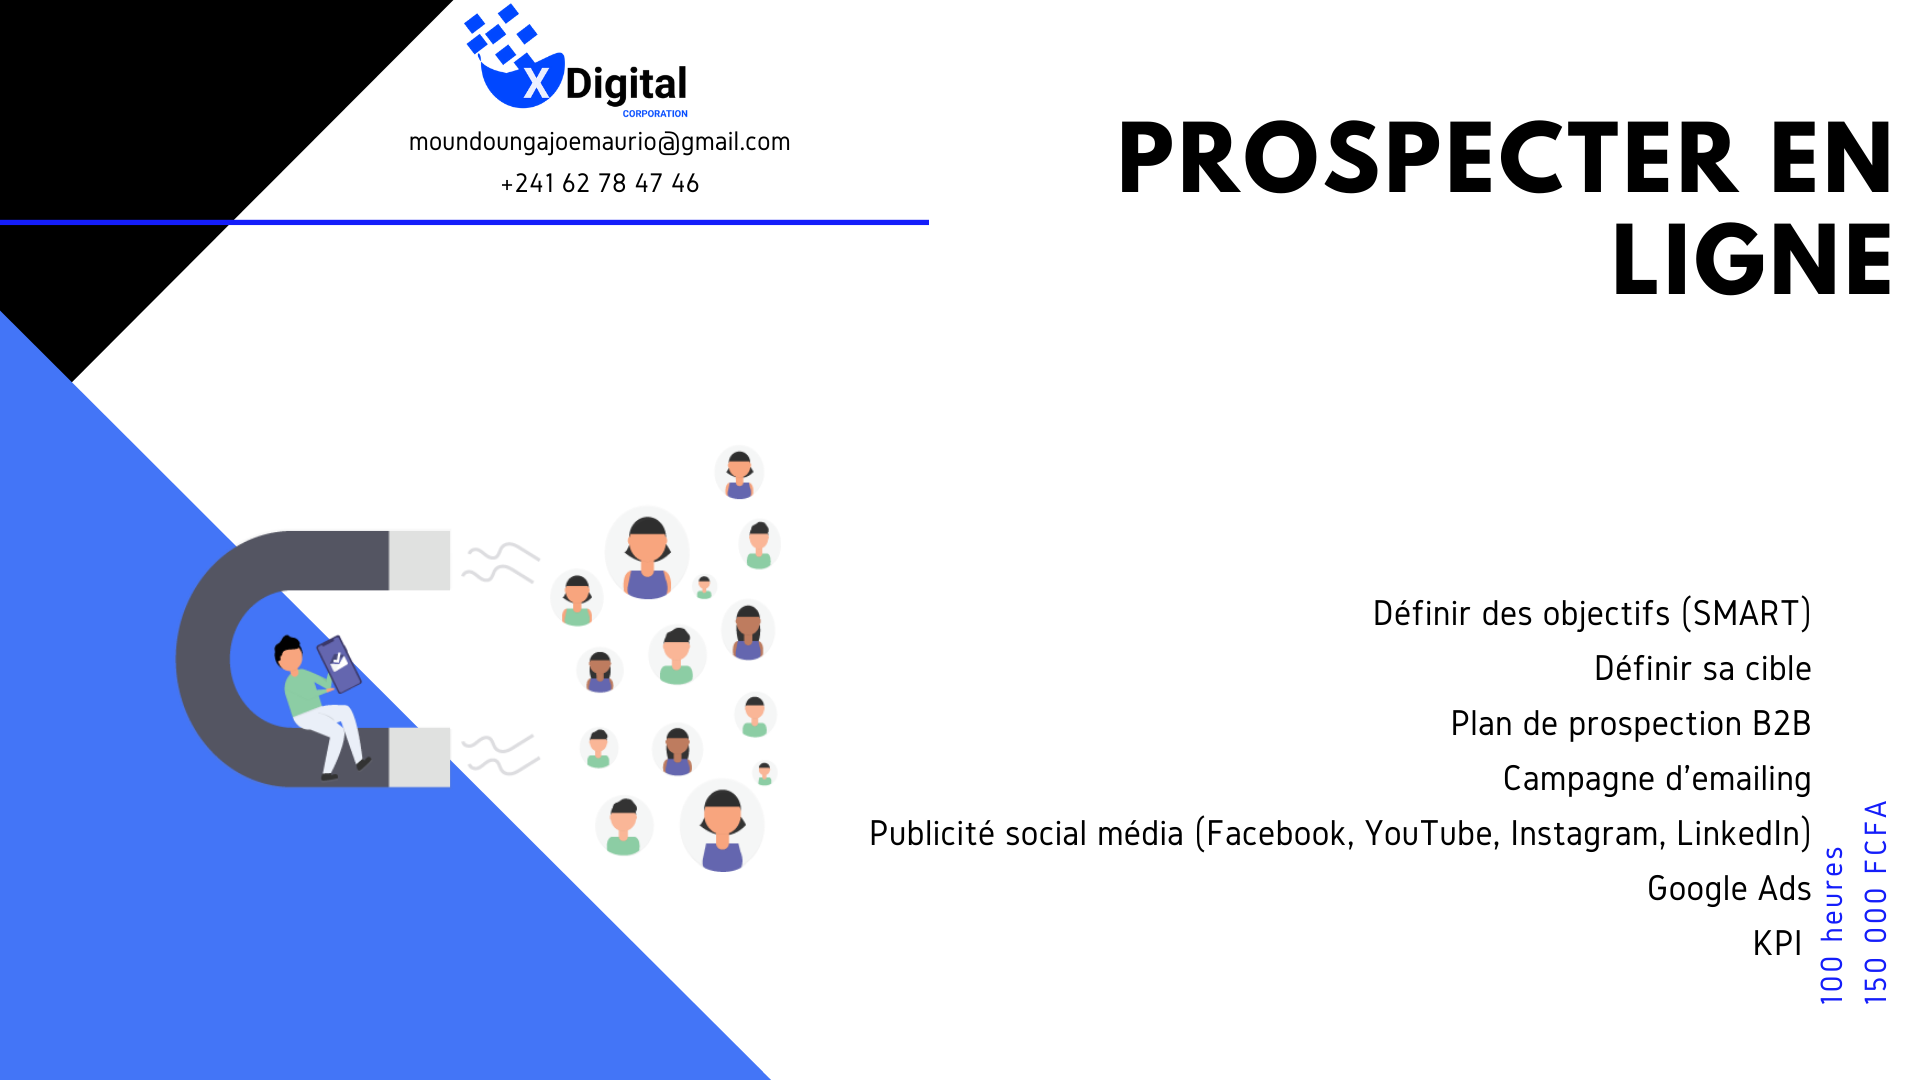 X Digital
CORPORATION
moundoungajoemaurio@gmail.com
+241 62 78 47 46
PROSPECTER EN
LIGNE
Définir des objectifs (SMART)
Définir sa cible
Plan de prospection B2B
Campagne d’emailing
Publicité social média (Facebook, YouTube, Instagram, LinkedIn)
Google Ads
KPI
100 heures
150 000 FCFA